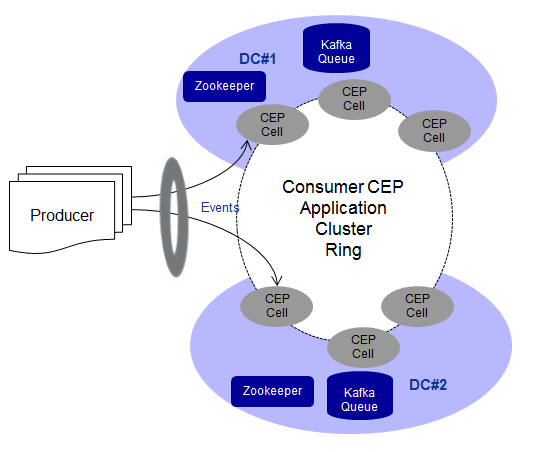 DC#1
Kafka
Queue
Zookeeper
CEP
Cell
CEP
Cell
CEP
Cell
Producer
Events
Consumer CEP
Application
Cluster
Ring
CEP
Cell
CEP
Cell
CEP
Cell
Zookeeper
Kafka
Queue
DC#2